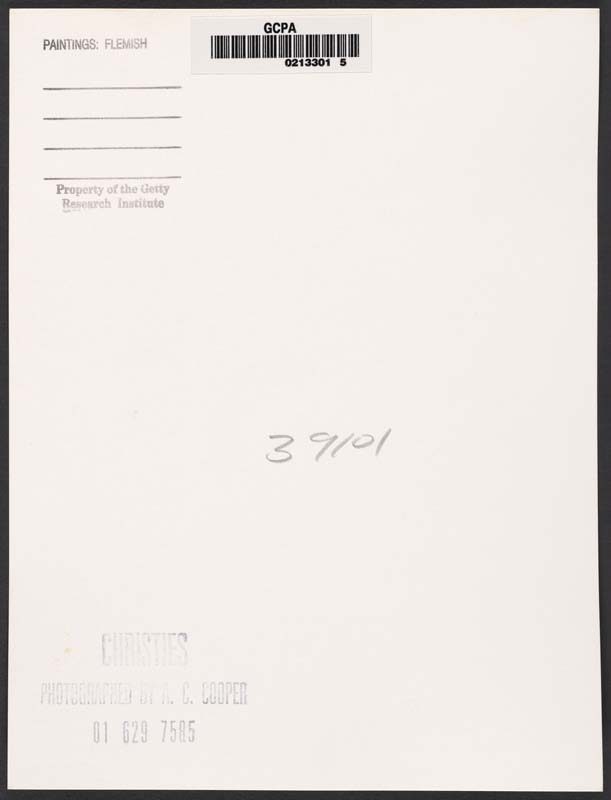 GCPA
0213301 5
PAINTINGS: FLEMISH
Property of the Getty
Research Institute
39101
CHRISTIES
PHOTOGRAPHED BY A. C. COOPER
01 629 7585